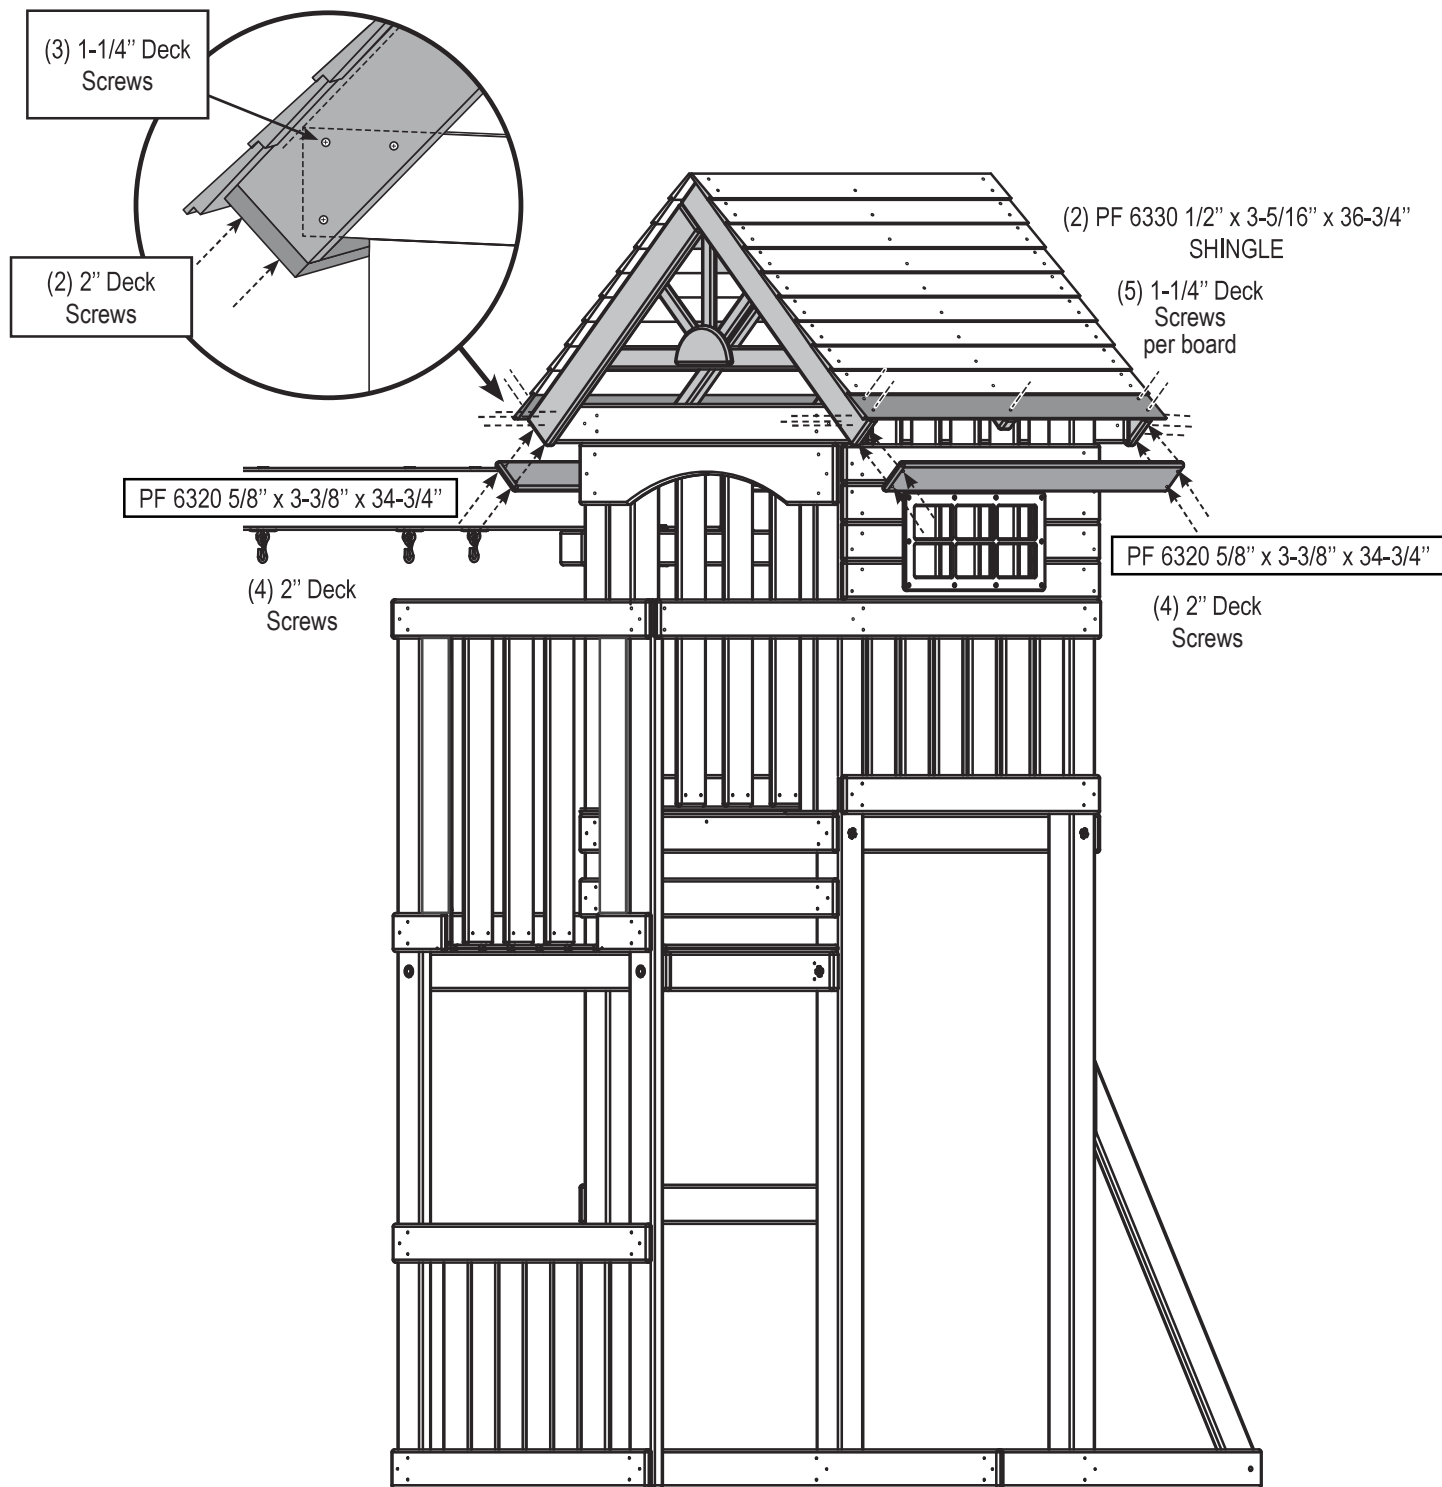 (3) 1-1/4’’ Deck
Screws
(2) 2’’ Deck
Screws
(2) PF 6330 1/2’’ x 3-5/16’’ x 36-3/4’’
SHINGLE
(5) 1-1/4’’ Deck
Screws
per board
PF 6320 5/8’’ x 3-3/8’’ x 34-3/4’’
(4) 2’’ Deck
Screws
PF 6320 5/8’’ x 3-3/8’’ x 34-3/4’’
(4) 2’’ Deck
Screws